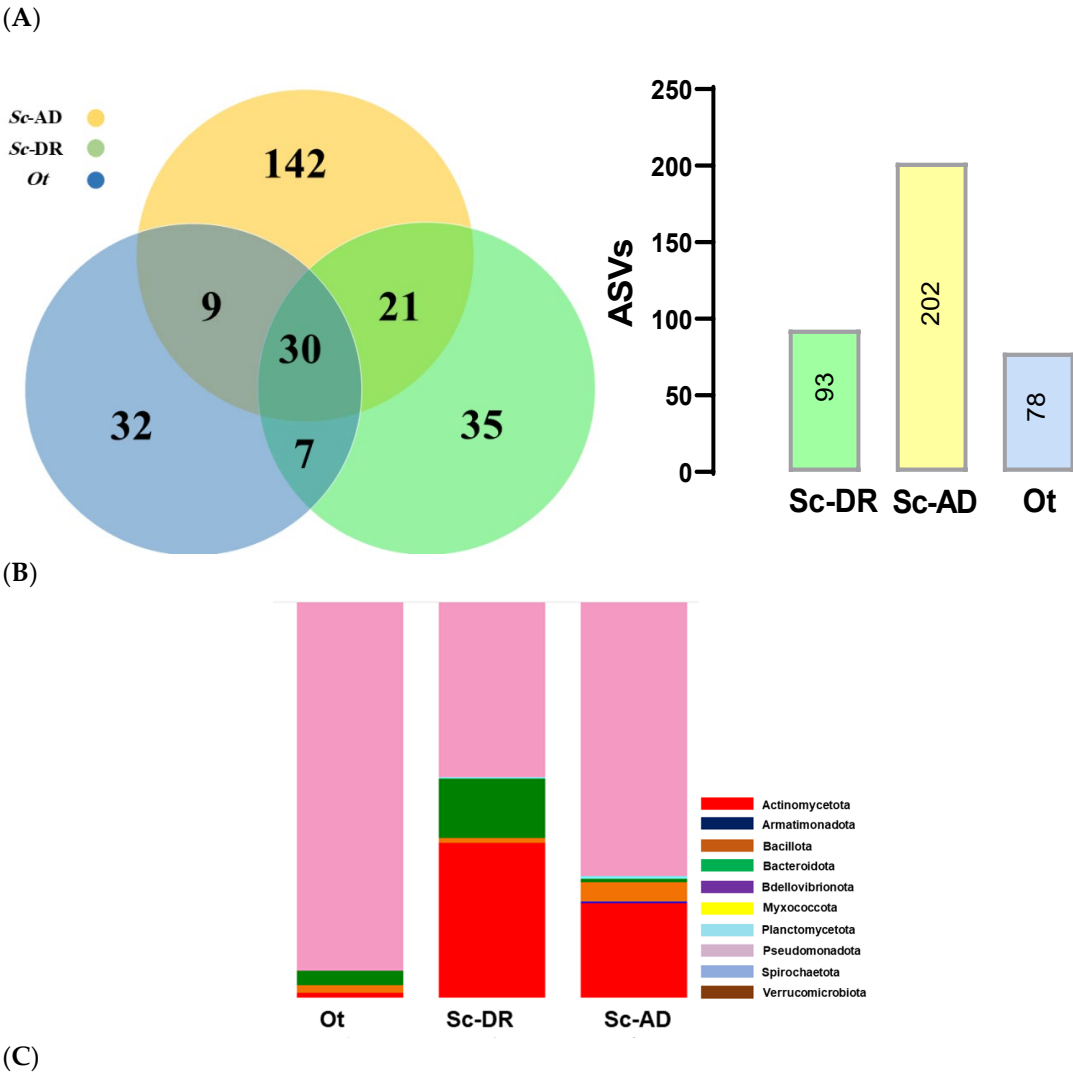 (A)
Sc-AD
Sc-DR
Ot
142
9
21
30
32
7
35
250
200
150
100
50
0
ASVs
93
202
78
Sc-DR Sc-AD Ot
(B)
Actinomycetota
Armatimonadota
Bacillota
Bacteroidota
Bdellovibrionota
Myxococcota
Planctomycetota
Pseudomonadota
Spirochaetota
Verrucomicrobiota
Ot Sc-DR Sc-AD
(C)